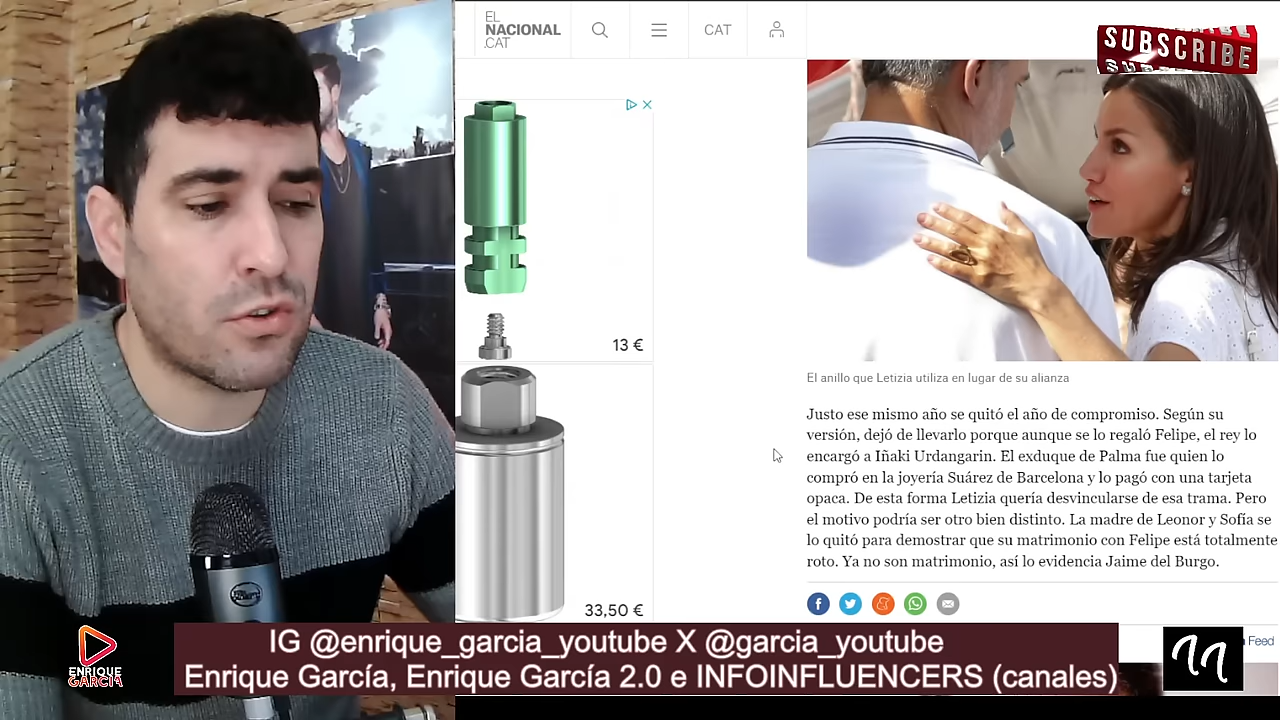 EL
NACIONAL
.CAT
CAT
SUBSCRIBE
13 €
33,50 €
El anillo que Letizia utiliza en lugar de su alianza
Justo ese mismo año se quitó el año de compromiso. Según su
versión, dejó de llevarlo porque aunque se lo regaló Felipe, el rey lo
encargó a Iñaki Urdangarin. El exduque de Palma fue quien lo
compró en la joyería Suárez de Barcelona y lo pagó con una tarjeta
opaca. De esta forma Letizia quería desvincularse de esa trama. Pero
el motivo podría ser otro bien distinto. La madre de Leonor y Sofía se
lo quitó para demostrar que su matrimonio con Felipe está totalmente
roto. Ya no son matrimonio, así lo evidencia Jaime del Burgo.
Feed
IG @enrique_garcia_youtube X @garcia_youtube
Enrique García, Enrique García 2.0 e INFOINFLUENCERS (canales)
ENRIQUE
GARCÍA